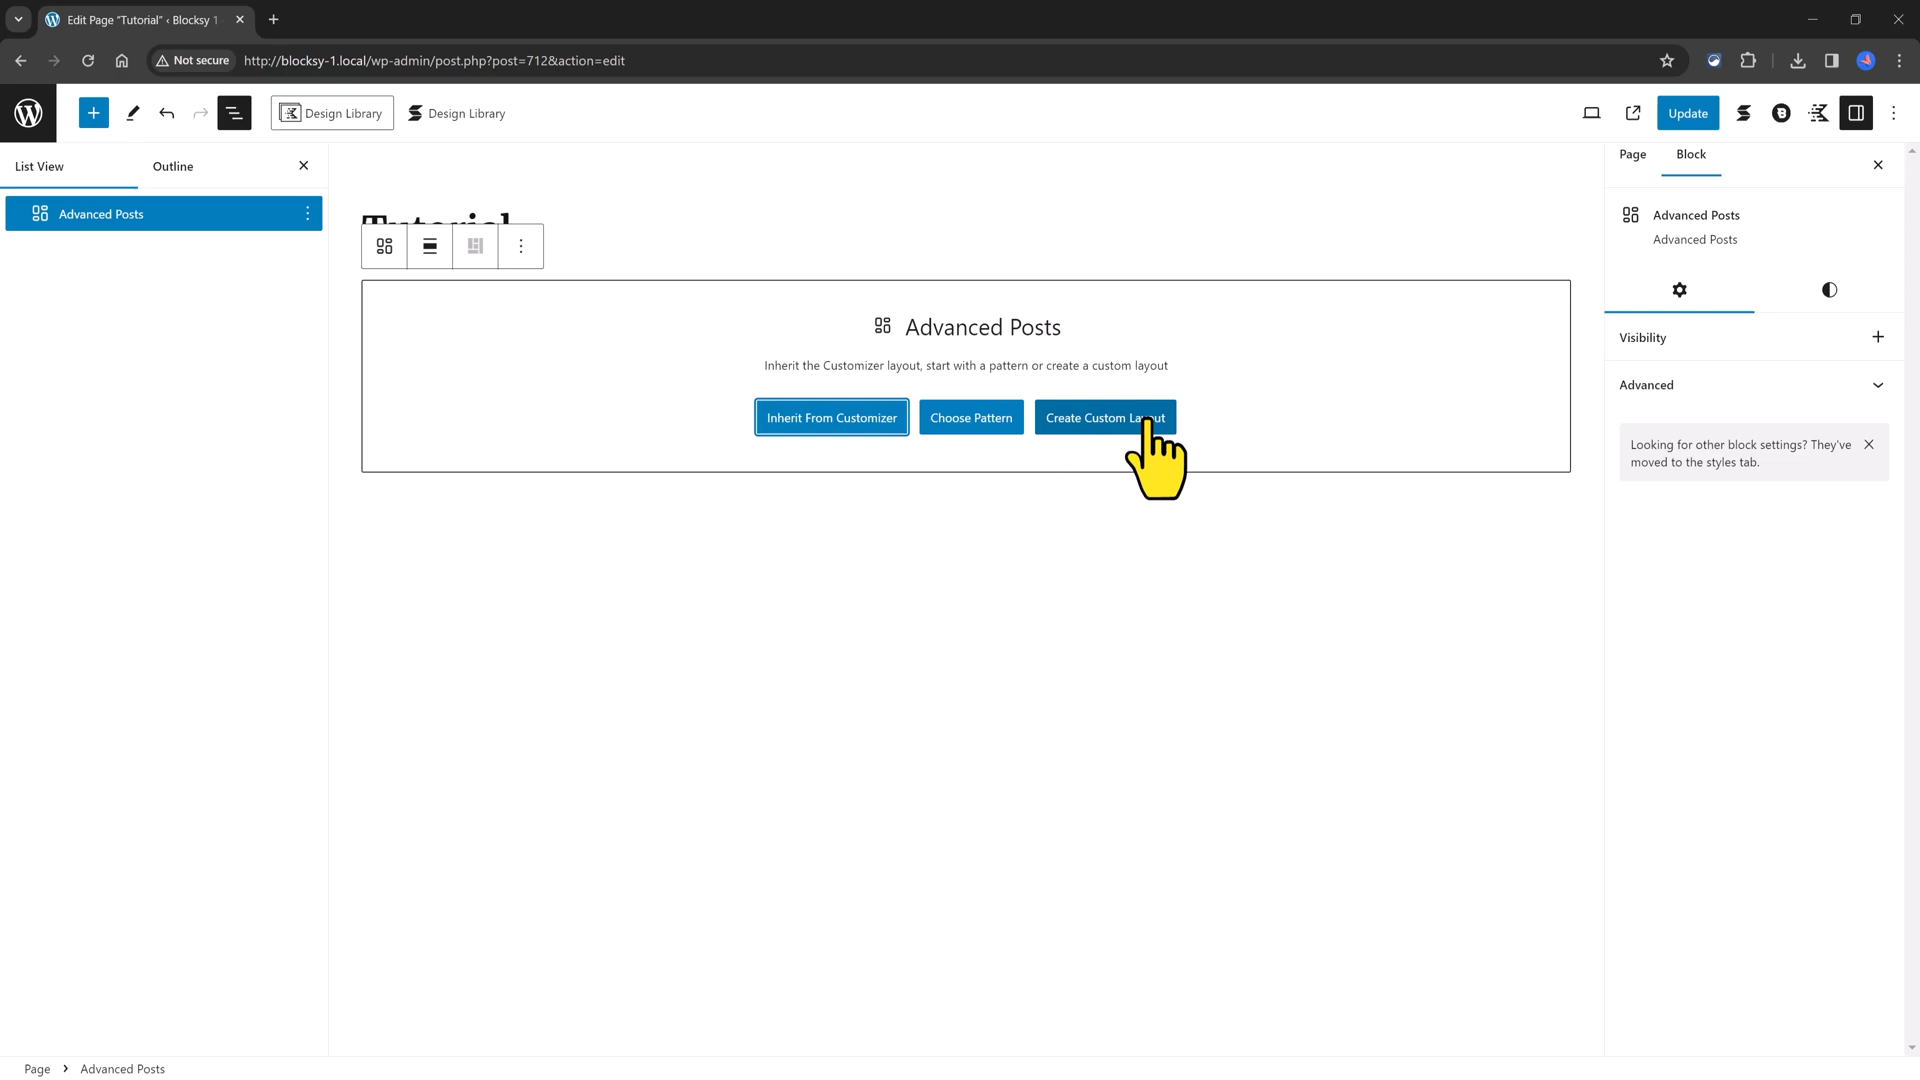 Edit Page “Tutorial” ‹ Blocksy 1
Not secure
http://blocksy-1.local/wp-admin/post.php?post=712&action=edit
Design Library
Design Library
Update
List View
Outline
Page
Block
Advanced Posts
Tutorial
Advanced Posts
Advanced Posts
Visibility
Advanced Posts
Inherit the Customizer layout, start with a pattern or create a custom layout
Advanced
Inherit From Customizer
Choose Pattern
Create Custom Layout
Looking for other block settings? They've
moved to the styles tab.
Page
Advanced Posts